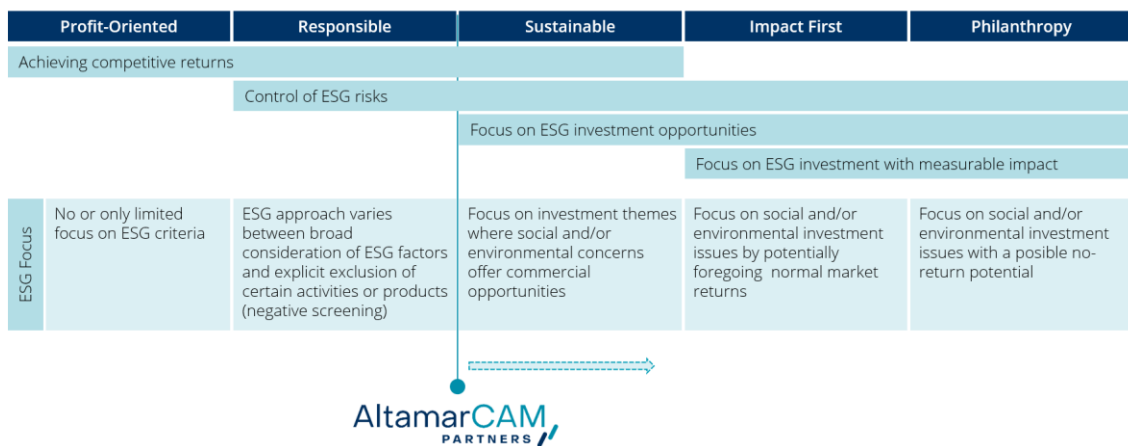 Profit-Oriented
Responsible
Sustainable
Impact First
Philanthropy
Achieving competitive returns
Control of ESG risks
Focus on ESG investment opportunities
Focus on ESG investment with measurable impact
ESG Focus
No or only limited
focus on ESG criteria
ESG approach varies
between broad
consideration of ESG factors
and explicit exclusion of
certain activities or products
(negative screening)
Focus on investment themes
where social and/or
environmental concerns
offer commercial
opportunities
Focus on social and/or
environmental investment
issues by potentially
foregoing normal market
returns
Focus on social and/or
environmental investment
issues with a posible no-
return potential
AltamarCAM
PARTNERS